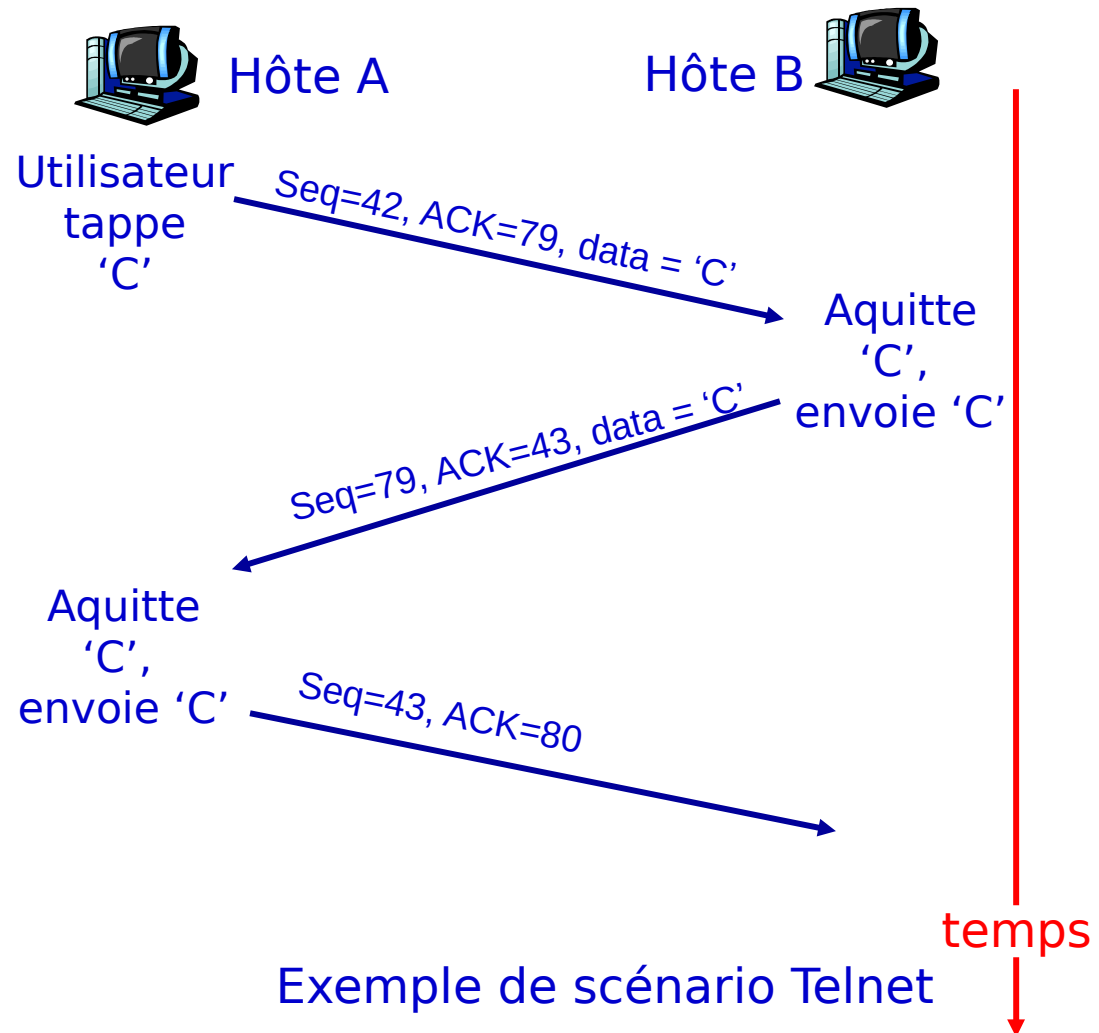 Hôte A
Hôte B
Utilisateur
tappe
‘C’
Seq=42, ACK=79, data = ‘C’
Aquitte
‘C’,
envoie ‘C’
Seq=79, ACK=43, data = ‘C’
Aquitte
‘C’,
envoie ‘C’
Seq=43, ACK=80
temps
Exemple de scénario Telnet